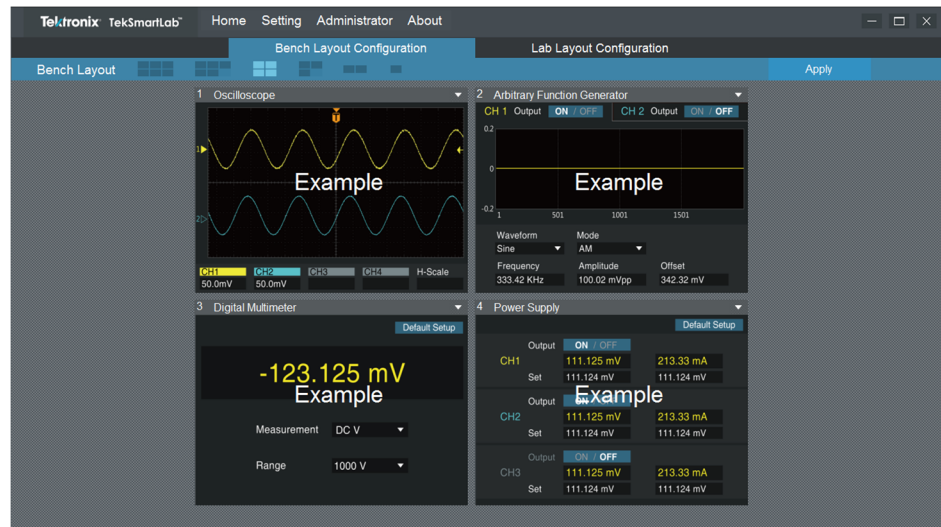 Tektronix TekSmartLab™ Home Setting Administrator About
Bench Layout Configuration Lab Layout Configuration
Bench Layout Apply
1 Oscilloscope
T
1
2
Example
CH1 CH2 CH3 CH4 H-Scale
50.0mV 50.0mV
2 Arbitrary Function Generator
CH 1 Output ON / OFF CH 2 Output ON / OFF
0.2
0
-0.2
1 501 1001 1501
Example
Waveform Mode
Sine AM
Frequency Amplitude Offset
333.42 KHz 100.02 mVpp 342.32 mV
3 Digital Multimeter
Default Setup
-123.125 mV
Example
Measurement DC V
Range 1000 V
4 Power Supply
Default Setup
Output ON / OFF
CH1 111.125 mV 213.33 mA
Set 111.124 mV 111.124 mV
Example
Output ON
CH2 111.125 mV 213.33 mA
Set 111.124 mV 111.124 mV
Output ON / OFF
CH3 111.125 mV 213.33 mA
Set 111.124 mV 111.124 mV